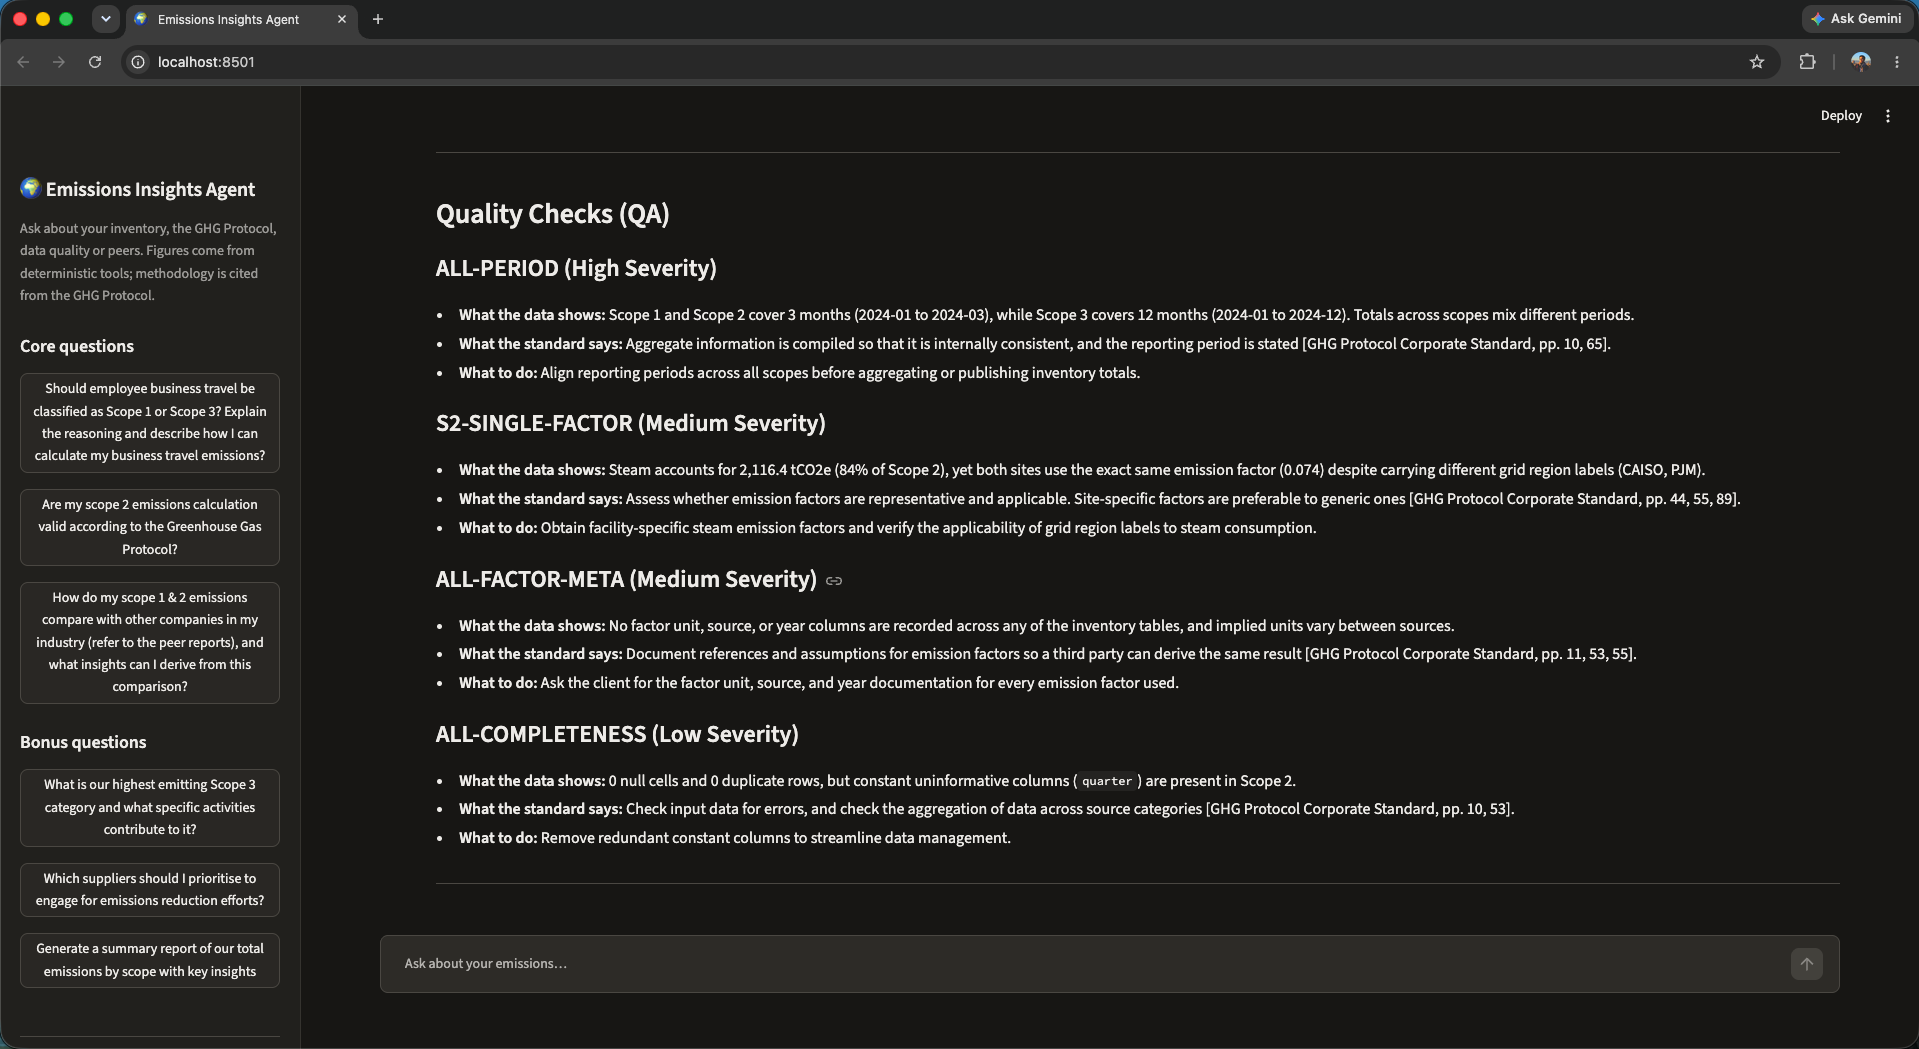 Emissions Insights Agent
Ask Gemini
localhost:8501
Deploy
Emissions Insights Agent
Ask about your inventory, the GHG Protocol,
data quality or peers. Figures come from
deterministic tools; methodology is cited
from the GHG Protocol.
Core questions
Should employee business travel be
classified as Scope 1 or Scope 3? Explain
the reasoning and describe how I can
calculate my business travel emissions?
Are my scope 2 emissions calculation
valid according to the Greenhouse Gas
Protocol?
How do my scope 1 & 2 emissions
compare with other companies in my
industry (refer to the peer reports), and
what insights can I derive from this
comparison?
Bonus questions
What is our highest emitting Scope 3
category and what specific activities
contribute to it?
Which suppliers should I prioritise to
engage for emissions reduction efforts?
Generate a summary report of our total
emissions by scope with key insights
Quality Checks (QA)
ALL-PERIOD (High Severity)
• What the data shows: Scope 1 and Scope 2 cover 3 months (2024-01 to 2024-03), while Scope 3 covers 12 months (2024-01 to 2024-12). Totals across scopes mix different periods.
• What the standard says: Aggregate information is compiled so that it is internally consistent, and the reporting period is stated [GHG Protocol Corporate Standard, pp. 10, 65].
• What to do: Align reporting periods across all scopes before aggregating or publishing inventory totals.
S2-SINGLE-FACTOR (Medium Severity)
• What the data shows: Steam accounts for 2,116.4 tCO2e (84% of Scope 2), yet both sites use the exact same emission factor (0.074) despite carrying different grid region labels (CAISO, PJM).
• What the standard says: Assess whether emission factors are representative and applicable. Site-specific factors are preferable to generic ones [GHG Protocol Corporate Standard, pp. 44, 55, 89].
• What to do: Obtain facility-specific steam emission factors and verify the applicability of grid region labels to steam consumption.
ALL-FACTOR-META (Medium Severity)
• What the data shows: No factor unit, source, or year columns are recorded across any of the inventory tables, and implied units vary between sources.
• What the standard says: Document references and assumptions for emission factors so a third party can derive the same result [GHG Protocol Corporate Standard, pp. 11, 53, 55].
• What to do: Ask the client for the factor unit, source, and year documentation for every emission factor used.
ALL-COMPLETENESS (Low Severity)
• What the data shows: 0 null cells and 0 duplicate rows, but constant uninformative columns ( quarter ) are present in Scope 2.
• What the standard says: Check input data for errors, and check the aggregation of data across source categories [GHG Protocol Corporate Standard, pp. 10, 53].
• What to do: Remove redundant constant columns to streamline data management.
Ask about your emissions…